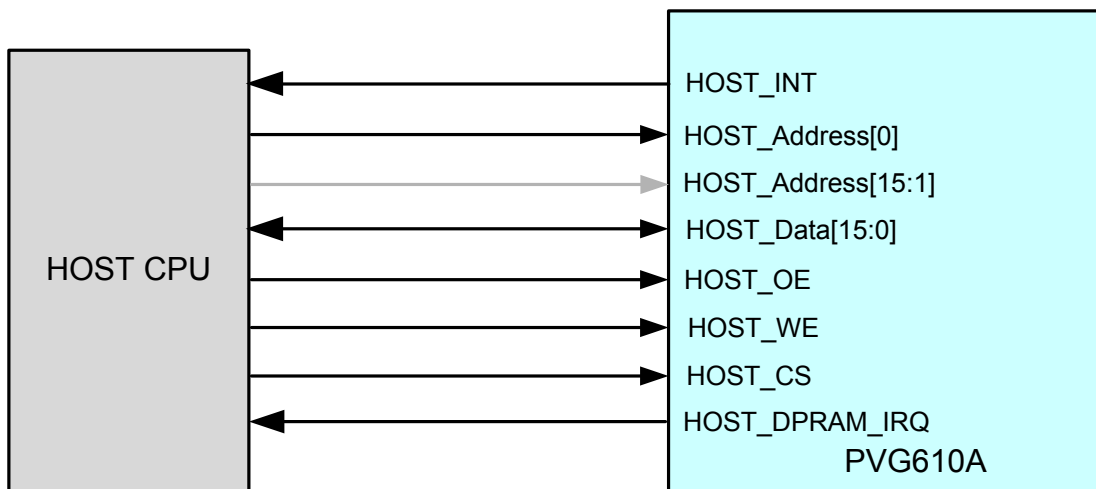 HOST CPU
HOST_INT
HOST_Address[0]
HOST_Address[15:1]
HOST_Data[15:0]
HOST_OE
HOST_WE
HOST_CS
HOST_DPRAM_IRQ
PVG610A